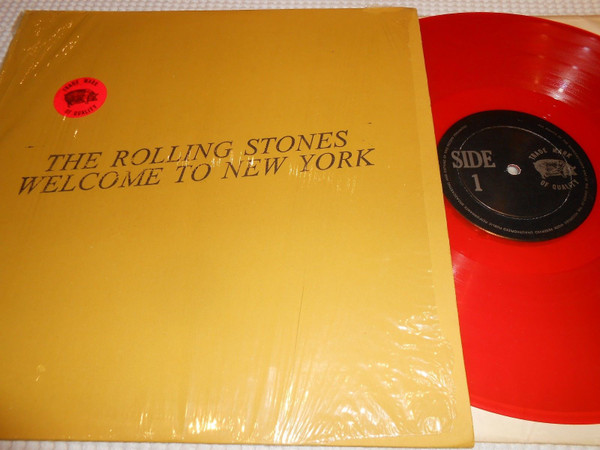 TRADE MARK
OF QUALITY
THE ROLLING STONES
WELCOME TO NEW YORK
SIDE
1
TRADE MARK
OF QUALITY